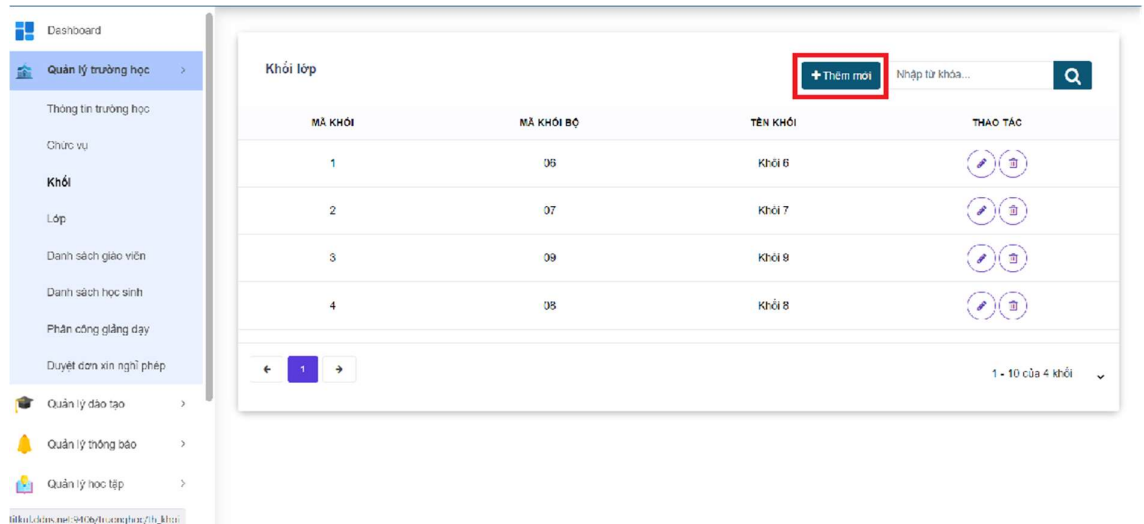 Dashboard
Quản lý trường học
Thông tin trường học
Chức vụ
Khối
Lớp
Danh sách giáo viên
Danh sách học sinh
Phân công giảng dạy
Duyệt đơn xin nghỉ phép
Quản lý đào tạo
Quản lý thông báo
Quản lý học tập
Khối lớp
+ Thêm mới
Nhập từ khóa...
MÃ KHỐI MÃ KHỐI BỘ TÊN KHỐI THAO TÁC
1 06 Khối 6
2 07 Khối 7
3 09 Khối 9
4 08 Khối 8
← 1 →
1 - 10 của 4 khối